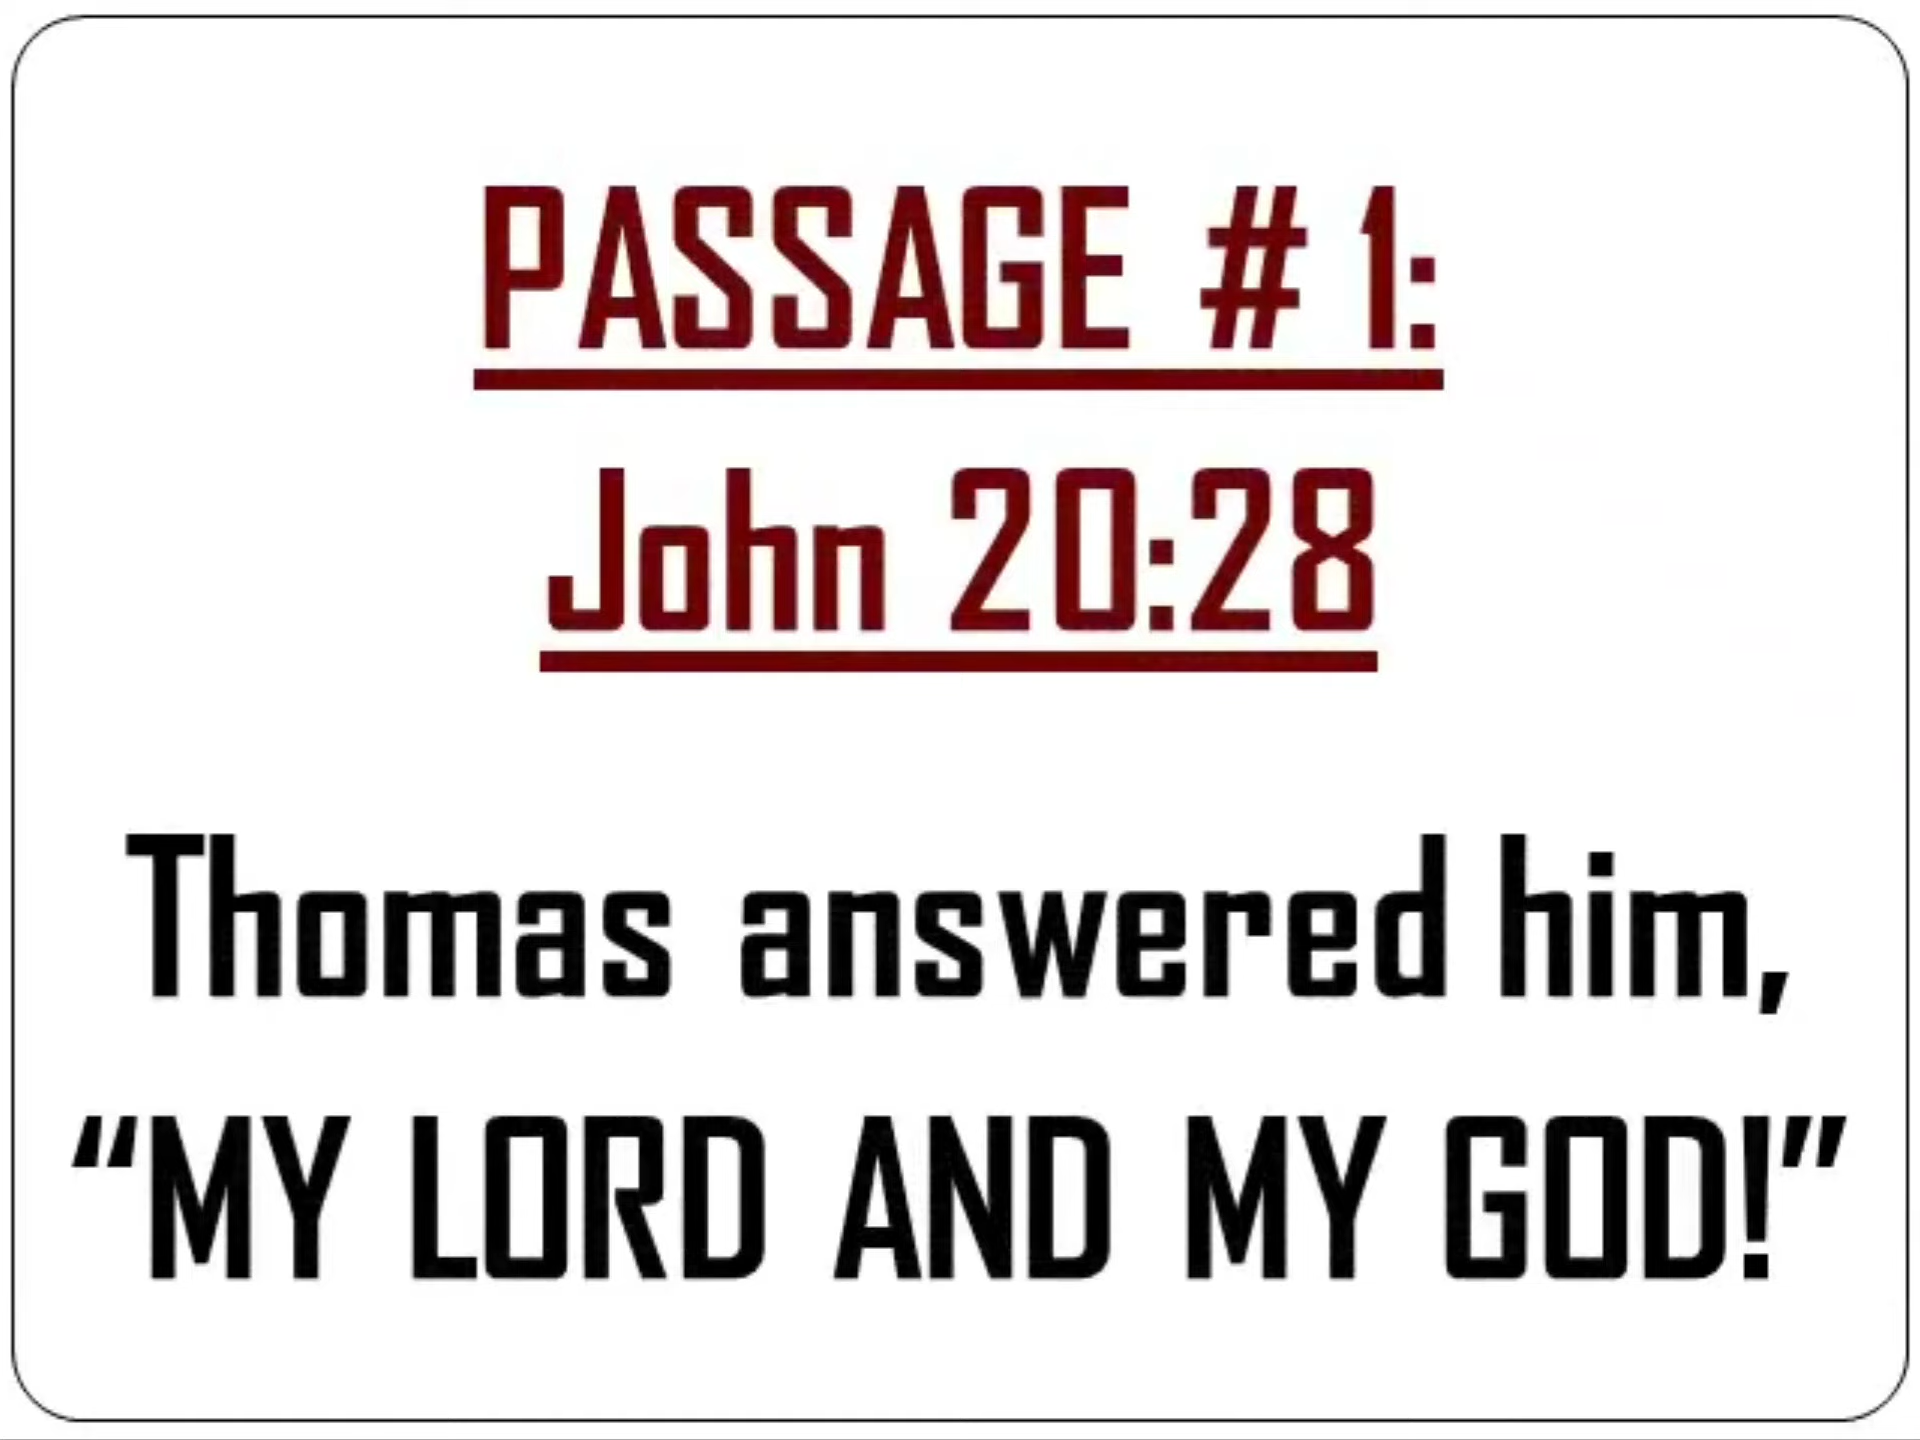 PASSAGE # 1:
John 20:28
Thomas answered him,
“MY LORD AND MY GOD!”